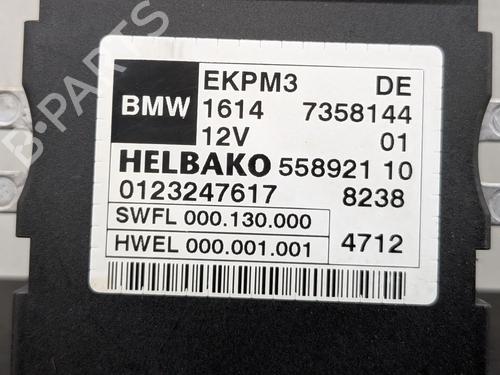 B-PARTS
EKPM3 DE
BMW 1614 7358144
12V 01
HELBAKO 558921 10
0123247617 8238
SWFL 000.130.000
HWEL 000.001.001 4712